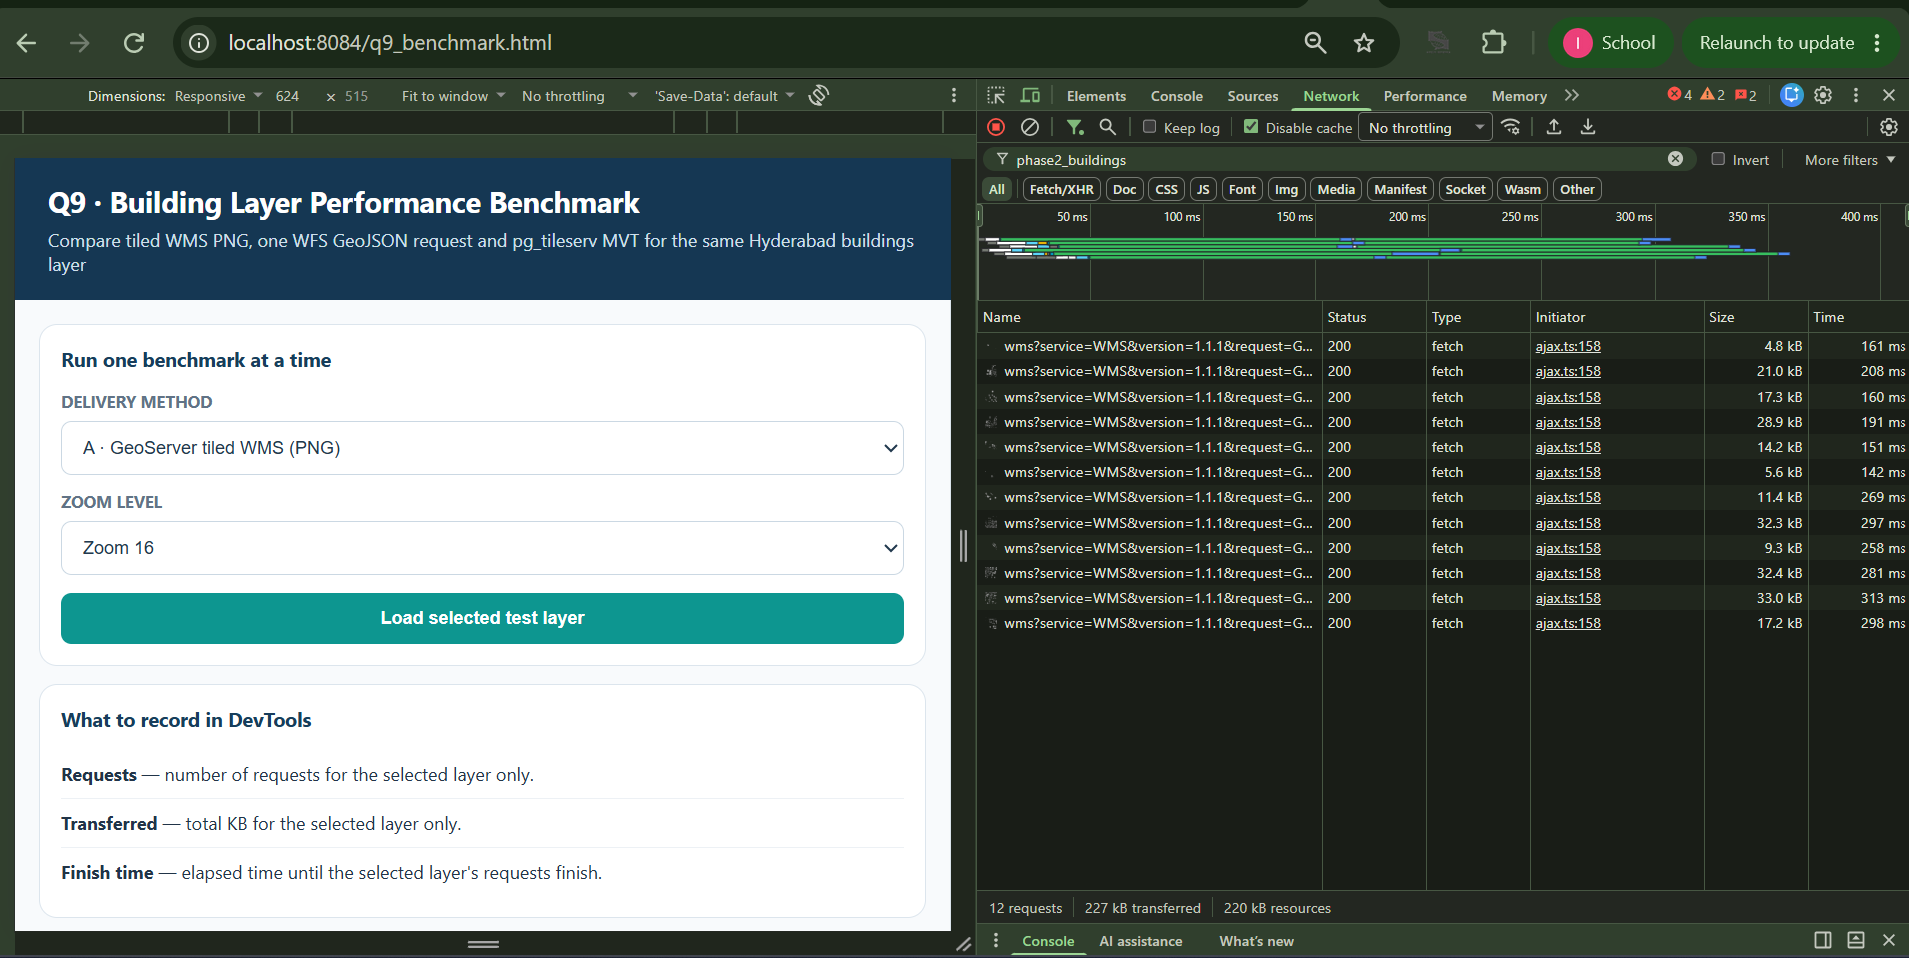 localhost:8084/q9_benchmark.html
I School
Relaunch to update
Dimensions: Responsive 624 × 515 Fit to window No throttling 'Save-Data': default
Elements Console Sources Network Performance Memory 4 2 2
Keep log Disable cache No throttling
phase2_buildings Invert More filters
All Fetch/XHR Doc CSS JS Font Img Media Manifest Socket Wasm Other
50 ms 100 ms 150 ms 200 ms 250 ms 300 ms 350 ms 400 ms
Q9 · Building Layer Performance Benchmark
Compare tiled WMS PNG, one WFS GeoJSON request and pg_tileserv MVT for the same Hyderabad buildings
layer
Run one benchmark at a time
DELIVERY METHOD
A · GeoServer tiled WMS (PNG)
ZOOM LEVEL
Zoom 16
Load selected test layer
What to record in DevTools
Requests — number of requests for the selected layer only.
Transferred — total KB for the selected layer only.
Finish time — elapsed time until the selected layer's requests finish.
Name Status Type Initiator Size Time
wms?service=WMS&version=1.1.1&request=G... 200 fetch ajax.ts:158 4.8 kB 161 ms
wms?service=WMS&version=1.1.1&request=G... 200 fetch ajax.ts:158 21.0 kB 208 ms
wms?service=WMS&version=1.1.1&request=G... 200 fetch ajax.ts:158 17.3 kB 160 ms
wms?service=WMS&version=1.1.1&request=G... 200 fetch ajax.ts:158 28.9 kB 191 ms
wms?service=WMS&version=1.1.1&request=G... 200 fetch ajax.ts:158 14.2 kB 151 ms
wms?service=WMS&version=1.1.1&request=G... 200 fetch ajax.ts:158 5.6 kB 142 ms
wms?service=WMS&version=1.1.1&request=G... 200 fetch ajax.ts:158 11.4 kB 269 ms
wms?service=WMS&version=1.1.1&request=G... 200 fetch ajax.ts:158 32.3 kB 297 ms
wms?service=WMS&version=1.1.1&request=G... 200 fetch ajax.ts:158 9.3 kB 258 ms
wms?service=WMS&version=1.1.1&request=G... 200 fetch ajax.ts:158 32.4 kB 281 ms
wms?service=WMS&version=1.1.1&request=G... 200 fetch ajax.ts:158 33.0 kB 313 ms
wms?service=WMS&version=1.1.1&request=G... 200 fetch ajax.ts:158 17.2 kB 298 ms
12 requests 227 kB transferred 220 kB resources
Console AI assistance What's new